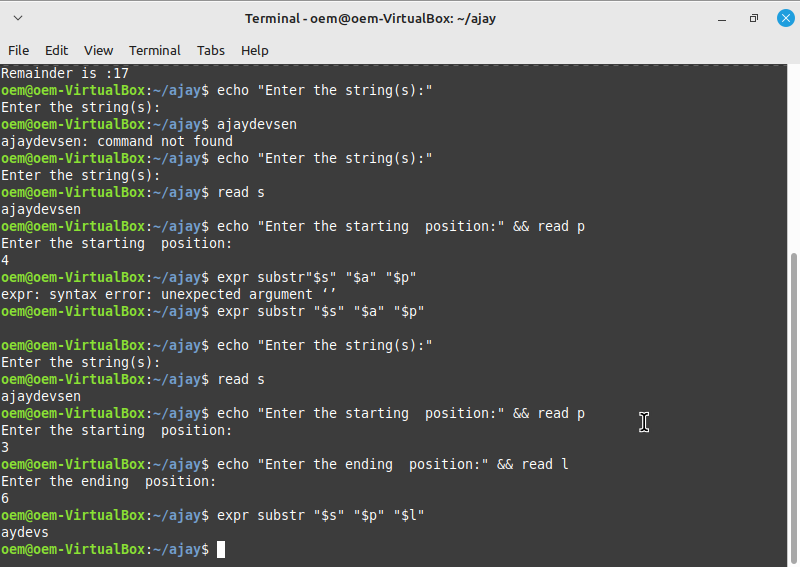 Terminal - oem@oem-VirtualBox: ~/ajay
File Edit View Terminal Tabs Help
Remainder is :17
oem@oem-VirtualBox:~/ajay$ echo "Enter the string(s):"
Enter the string(s):
oem@oem-VirtualBox:~/ajay$ ajaydevsen
ajaydevsen: command not found
oem@oem-VirtualBox:~/ajay$ echo "Enter the string(s):"
Enter the string(s):
oem@oem-VirtualBox:~/ajay$ read s
ajaydevsen
oem@oem-VirtualBox:~/ajay$ echo "Enter the starting  position:" && read p
Enter the starting  position:
4
oem@oem-VirtualBox:~/ajay$ expr substr"$s" "$a" "$p"
expr: syntax error: unexpected argument ‘’
oem@oem-VirtualBox:~/ajay$ expr substr "$s" "$a" "$p"

oem@oem-VirtualBox:~/ajay$ echo "Enter the string(s):"
Enter the string(s):
oem@oem-VirtualBox:~/ajay$ read s
ajaydevsen
oem@oem-VirtualBox:~/ajay$ echo "Enter the starting  position:" && read p
Enter the starting  position:
3
oem@oem-VirtualBox:~/ajay$ echo "Enter the ending  position:" && read l
Enter the ending  position:
6
oem@oem-VirtualBox:~/ajay$ expr substr "$s" "$p" "$l"
aydevs
oem@oem-VirtualBox:~/ajay$